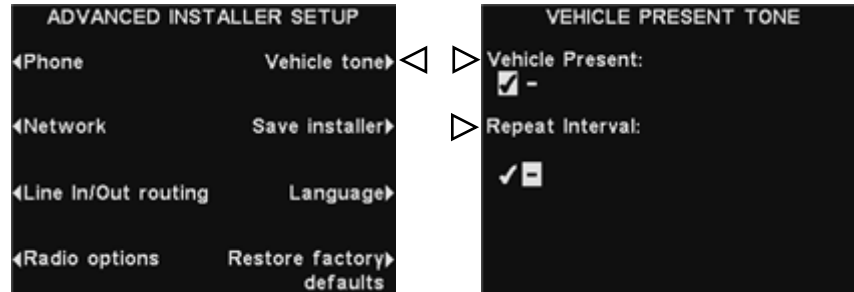 ADVANCED INSTALLER SETUP
Phone
Vehicle tone
Network
Save installer
Line In/Out routing
Language
Radio options
Restore factory
defaults
VEHICLE PRESENT TONE
Vehicle Present:
✓ -
Repeat Interval:
✓ -